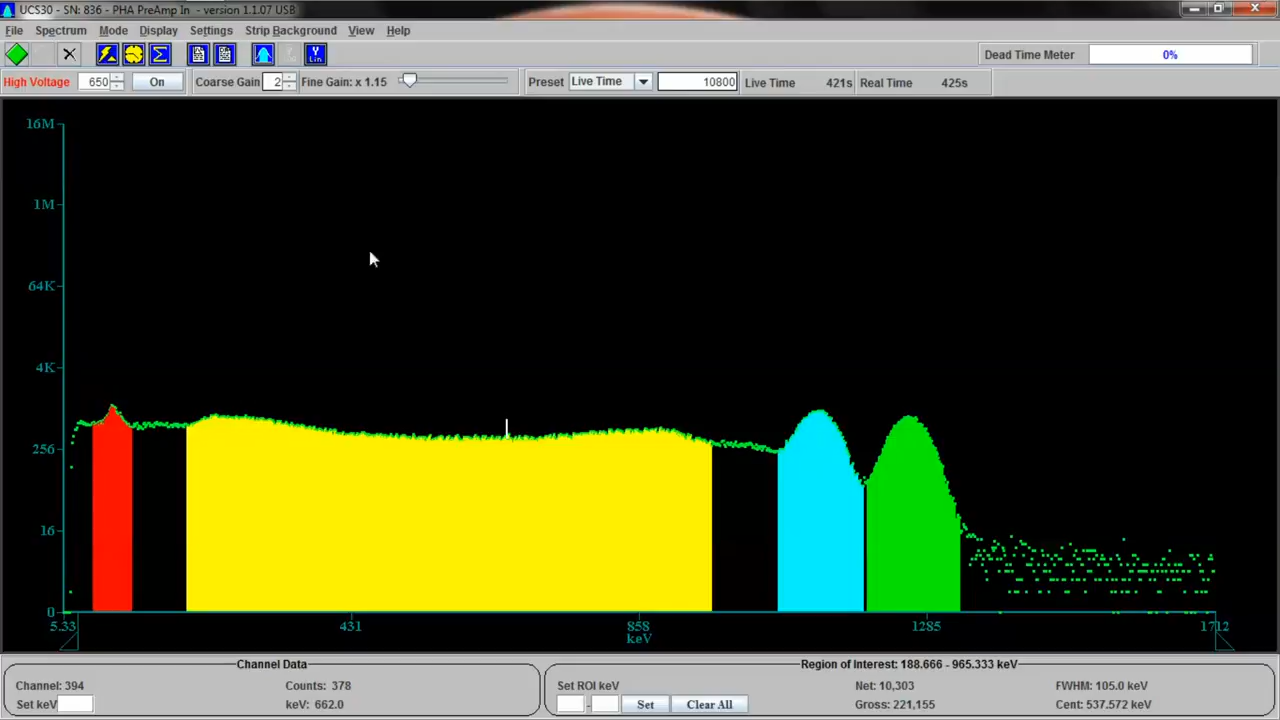 UCS30 - SN: 836 - PHA PreAmp In - version 1.1.07 USB
File Spectrum Mode Display Settings Strip Background View Help
Dead Time Meter 0%
High Voltage 650 On Coarse Gain 2 Fine Gain: x 1.15 Preset Live Time 10800 Live Time 421s Real Time 425s
16M
1M
64K
4K
256
16
0
5.33 431 858 1285 1712
keV
Channel Data
Channel: 394 Counts: 378
Set keV keV: 662.0
Region of Interest: 188.666 - 965.333 keV
Set ROI keV Net: 10,303 FWHM: 105.0 keV
- Set Clear All Gross: 221,155 Cent: 537.572 keV